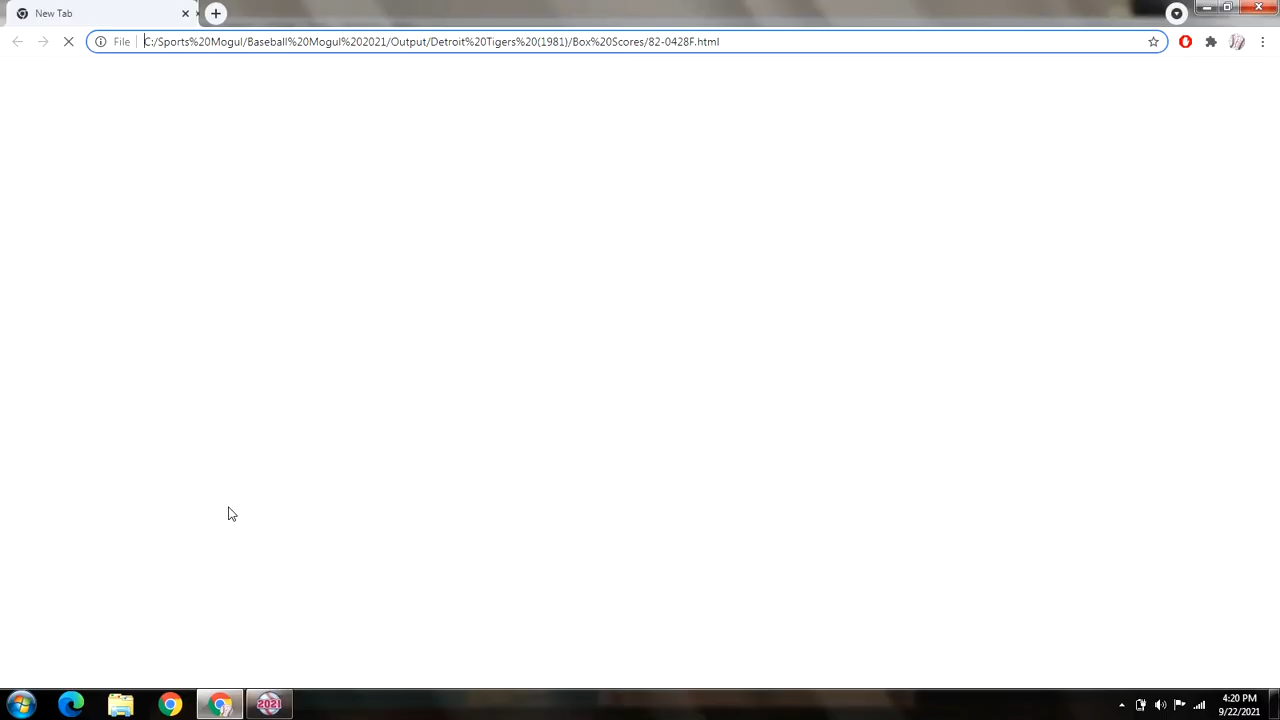 New Tab
File
C:/Sports%20Mogul/Baseball%20Mogul%202021/Output/Detroit%20Tigers%20(1981)/Box%20Scores/82-0428F.html
2021
4:20 PM
9/22/2021